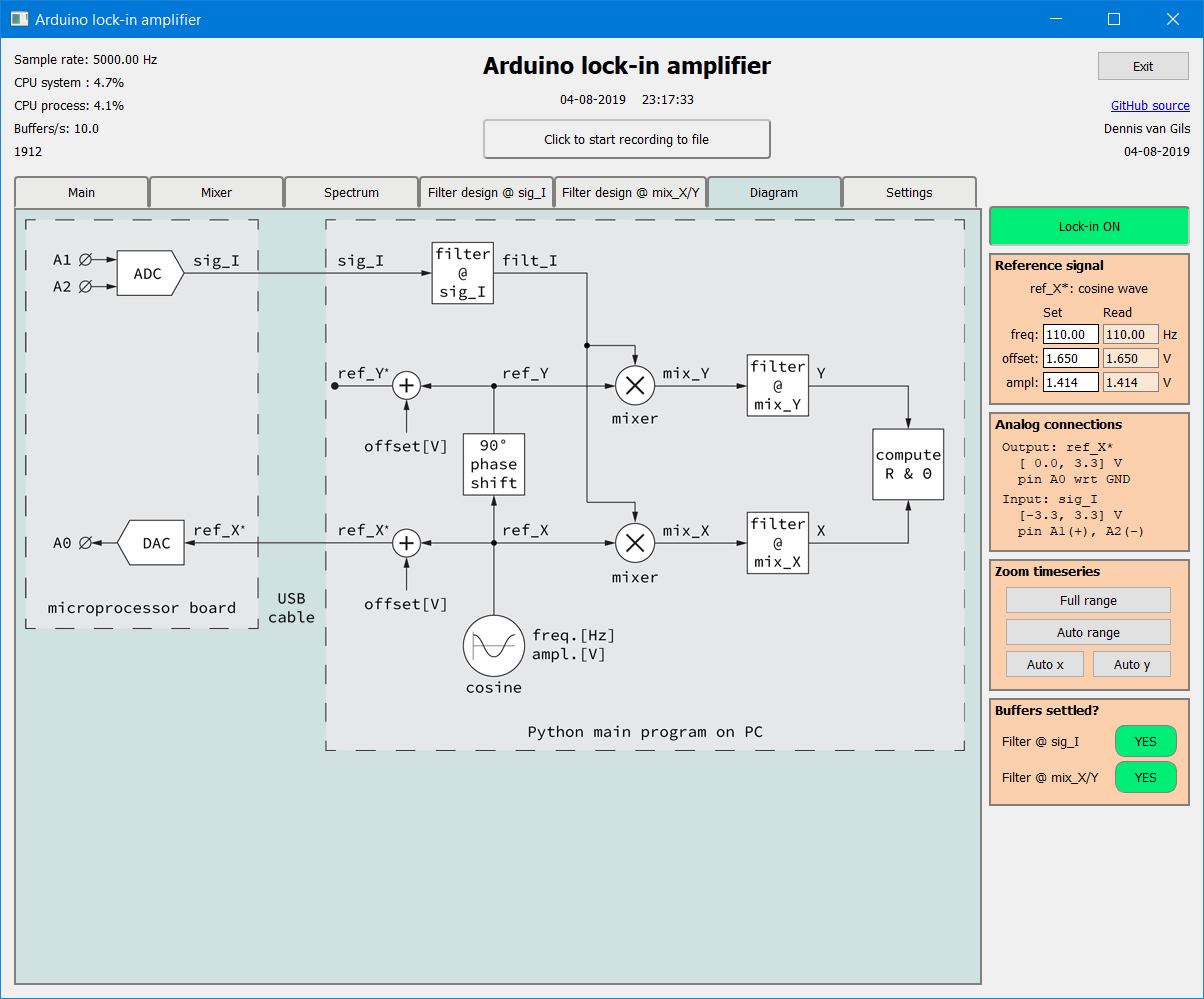 Arduino lock-in amplifier
Sample rate: 5000.00 Hz
CPU system : 4.7%
CPU process: 4.1%
Buffers/s: 10.0
1912
Arduino lock-in amplifier
04-08-2019 23:17:33
Click to start recording to file
Exit
GitHub source
Dennis van Gils
04-08-2019
Main
Mixer
Spectrum
Filter design @ sig_I
Filter design @ mix_X/Y
Diagram
Settings
A1
A2
ADC
sig_I
sig_I
filter
@
sig_I
filt_I
ref_Y*
+
ref_Y
mixer
mix_Y
filter
@
mix_Y
Y
offset[V]
90°
phase
shift
compute
R & Θ
A0
DAC
ref_X*
ref_X*
+
ref_X
mixer
mix_X
filter
@
mix_X
X
offset[V]
microprocessor board
USB
cable
freq.[Hz]
ampl.[V]
cosine
Python main program on PC
Lock-in ON
Reference signal
ref_X*: cosine wave
Set Read
freq: 110.00 110.00 Hz
offset: 1.650 1.650 V
ampl: 1.414 1.414 V
Analog connections
Output: ref_X*
[ 0.0, 3.3] V
pin A0 wrt GND
Input: sig_I
[-3.3, 3.3] V
pin A1(+), A2(-)
Zoom timeseries
Full range
Auto range
Auto x
Auto y
Buffers settled?
Filter @ sig_I YES
Filter @ mix_X/Y YES